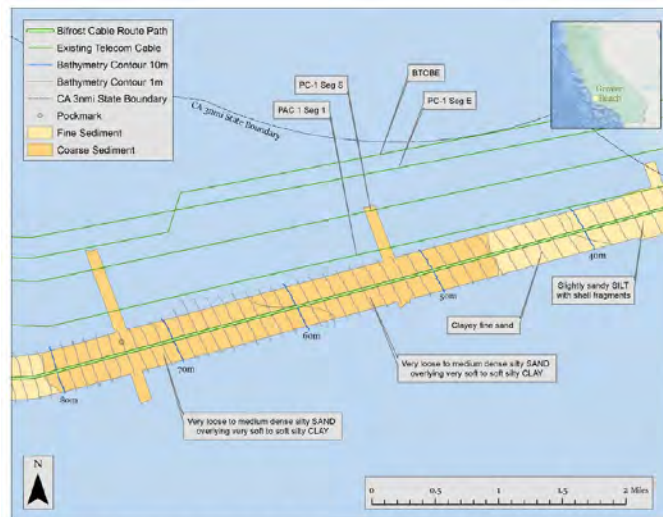 Bifrost Cable Route Path
Existing Telecom Cable
Bathymetry Contour 10m
Bathymetry Contour 1m
CA 3nmi State Boundary
Pockmark
Fine Sediment
Coarse Sediment
CA 3nmi State Boundary
PC-1 Seg S
PAC 1 Seg 1
BTOBE
PC-1 Seg E
Grover
Beach
40m
50m
60m
70m
80m
Slightly sandy SILT
with shell fragments
Clayey fine sand
Very loose to medium dense silty SAND
overlying very soft to soft silty CLAY
Very loose to medium dense silty SAND
overlying very soft to soft silty CLAY
N
0 0.5 1 1.5 2 Miles